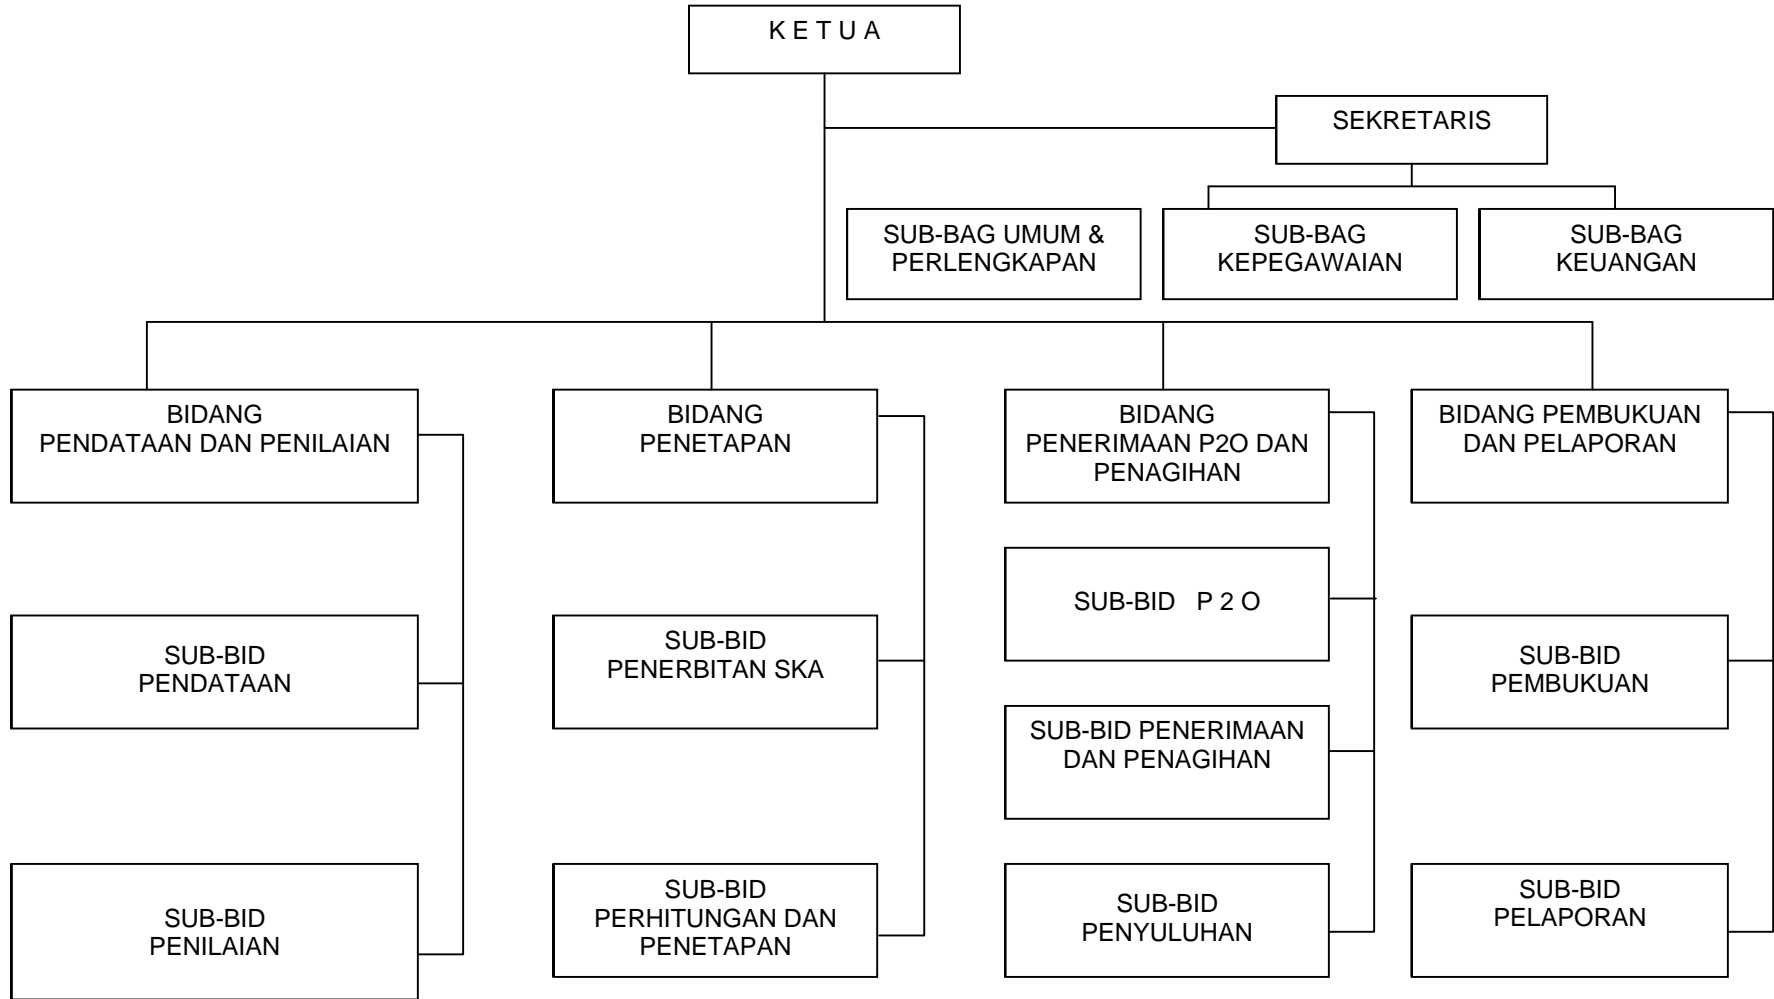 K E T U A
SEKRETARIS
SUB-BAG UMUM &
PERLENGKAPAN
SUB-BAG
KEPEGAWAIAN
SUB-BAG
KEUANGAN
BIDANG
PENDATAAN DAN PENILAIAN
BIDANG
PENETAPAN
BIDANG
PENERIMAAN P2O DAN
PENAGIHAN
BIDANG PEMBUKUAN
DAN PELAPORAN
SUB-BID
PENDATAAN
SUB-BID
PENERBITAN SKA
SUB-BID P 2 O
SUB-BID PENERIMAAN
DAN PENAGIHAN
SUB-BID
PEMBUKUAN
SUB-BID
PENILAIAN
SUB-BID
PERHITUNGAN DAN
PENETAPAN
SUB-BID
PENYULUHAN
SUB-BID
PELAPORAN